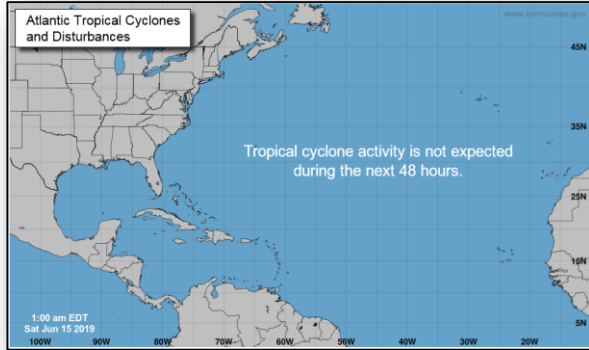 Atlantic Tropical Cyclones
and Disturbances
www.hurricanes.gov
45N
35N
Tropical cyclone activity is not expected
during the next 48 hours.
25N
15N
5N
1:00 am EDT
Sat Jun 15 2019
100W 90W 80W 70W 60W 50W 40W 30W 20W 10W